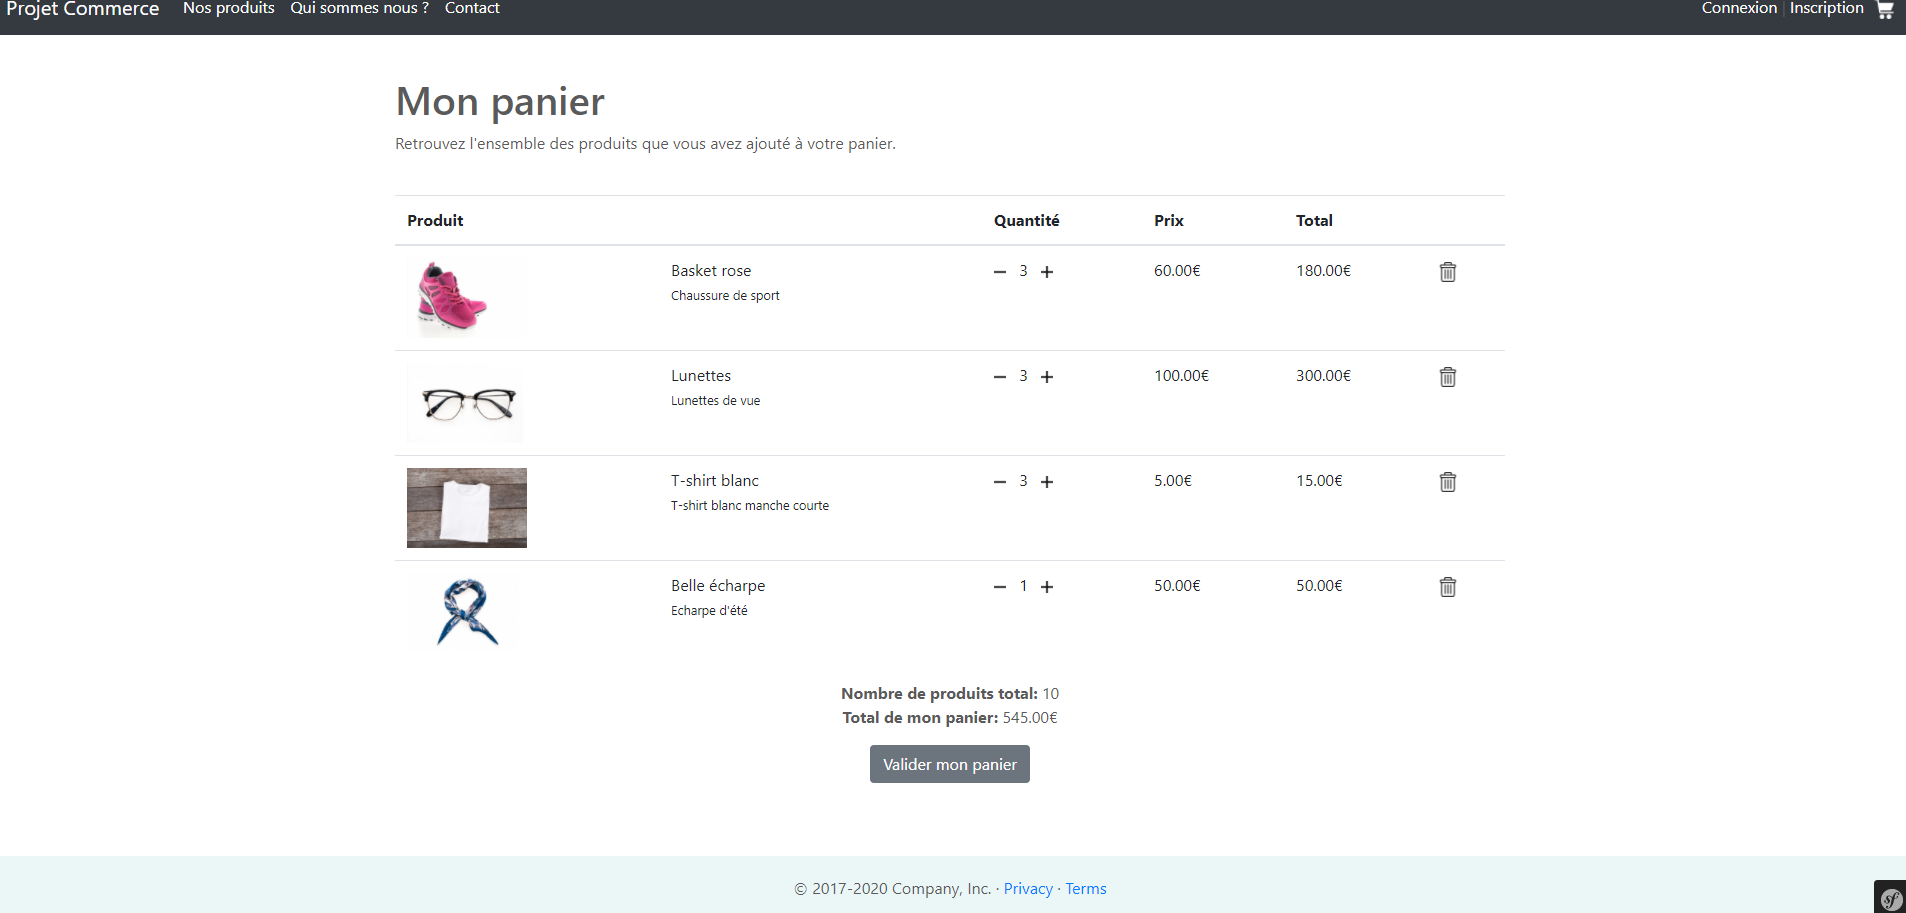 Projet Commerce Nos produits Qui sommes nous ? Contact Connexion | Inscription
Mon panier
Retrouvez l'ensemble des produits que vous avez ajouté à votre panier.
Produit Quantité Prix Total
Basket rose 3 60.00€ 180.00€
Chaussure de sport
Lunettes 3 100.00€ 300.00€
Lunettes de vue
T-shirt blanc 3 5.00€ 15.00€
T-shirt blanc manche courte
Belle écharpe 1 50.00€ 50.00€
Echarpe d'été
Nombre de produits total: 10
Total de mon panier: 545.00€
Valider mon panier
© 2017-2020 Company, Inc. · Privacy · Terms
sf